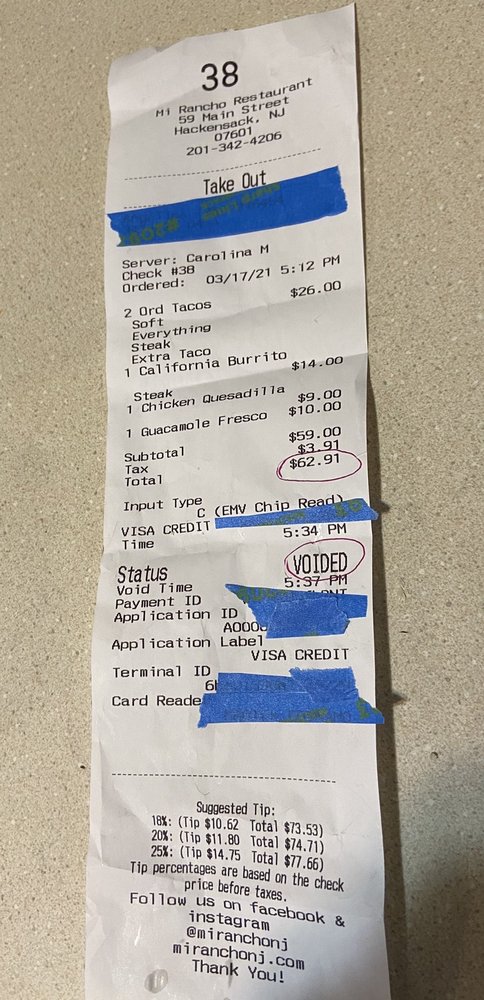 38
Mi Rancho Restaurant
59 Main Street
Hackensack, NJ
07601
201-342-4206
Take Out
Server: Carolina M
Check #38
Ordered: 03/17/21 5:12 PM
2 Ord Tacos $26.00
Soft
Everything
Steak
Extra Taco
1 California Burrito $14.00
Steak
1 Chicken Quesadilla $9.00
1 Guacamole Fresco $10.00
Subtotal $59.00
Tax $3.91
Total $62.91
Input Type
C (EMV Chip Read)
VISA CREDIT
Time 5:34 PM
Status VOIDED
Void Time 5:37 PM
Payment ID
Application ID
Application Label
VISA CREDIT
Terminal ID
Card Reade
Suggested Tip:
18%: (Tip $10.62 Total $73.53)
20%: (Tip $11.80 Total $74.71)
25%: (Tip $14.75 Total $77.66)
Tip percentages are based on the check
price before taxes.
Follow us on facebook &
instagram
@miranchonj
miranchonj.com
Thank You!